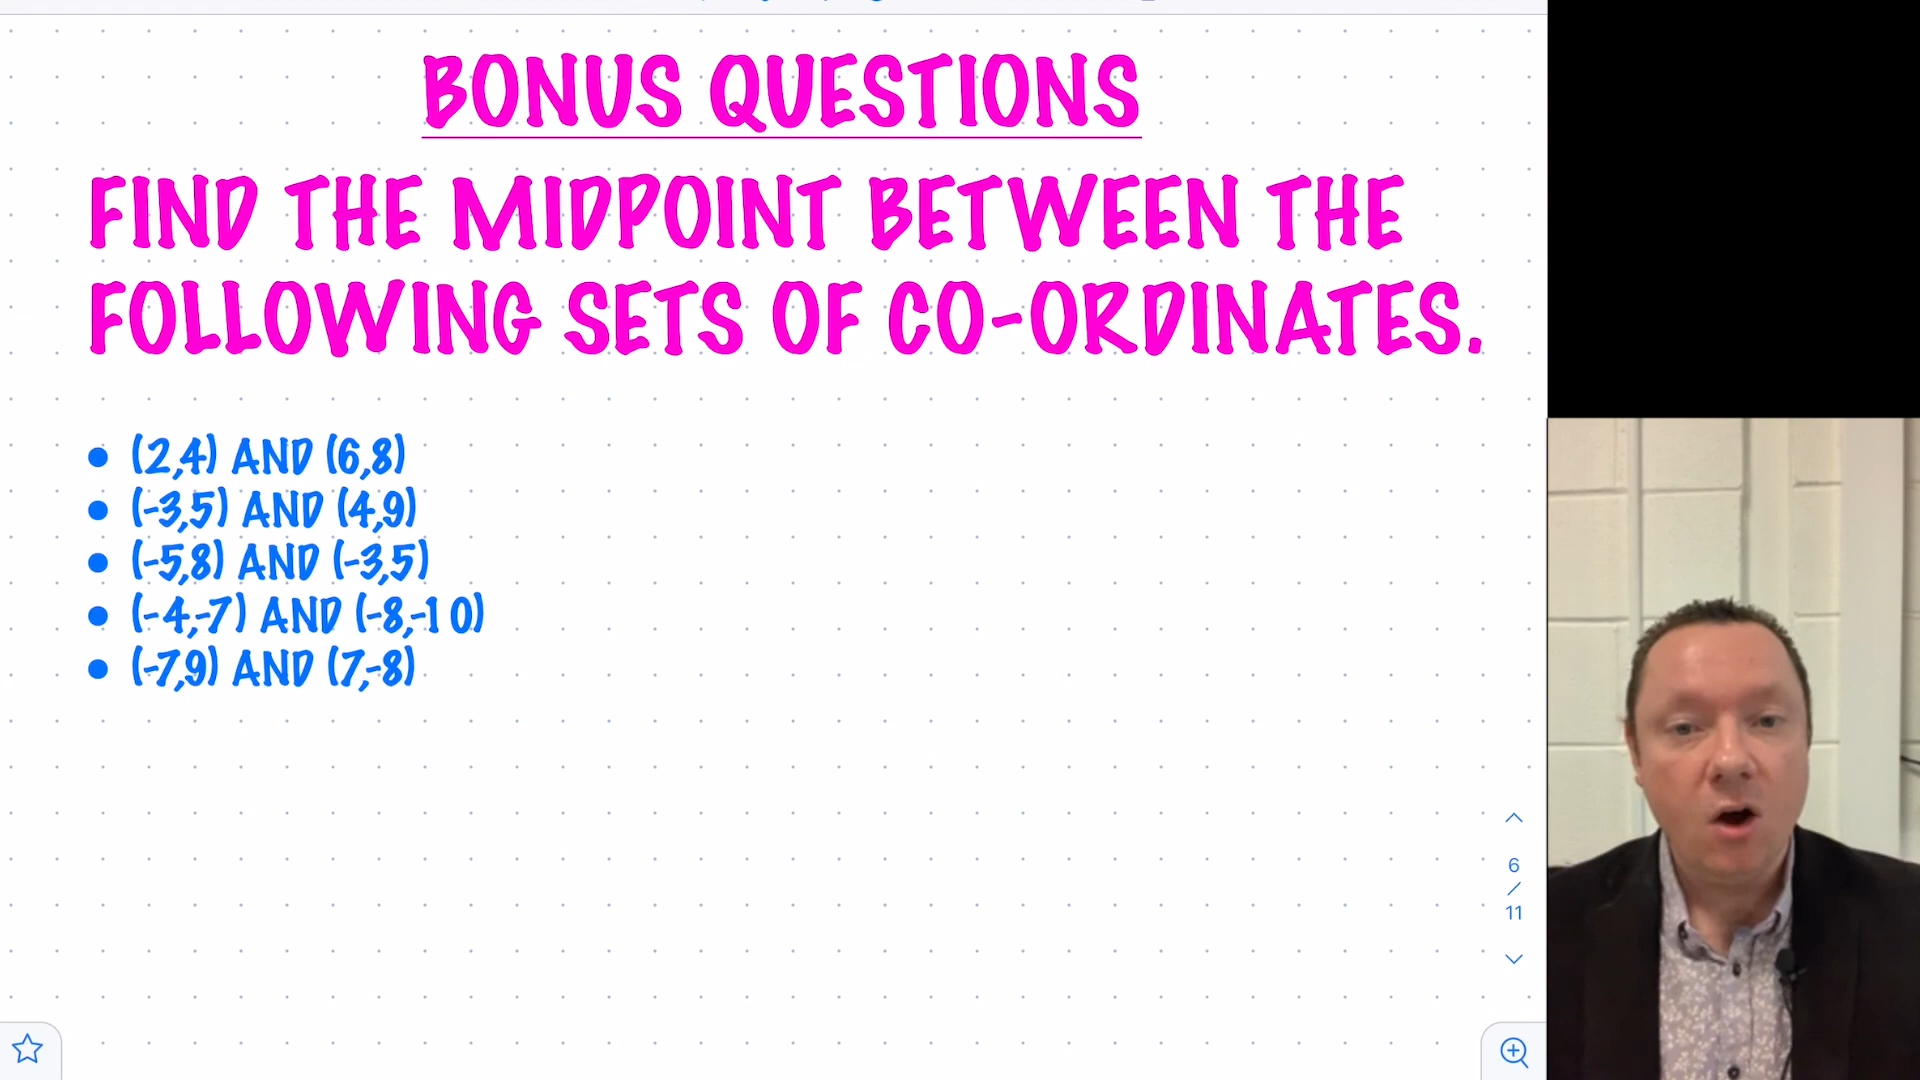 BONUS QUESTIONS
FIND THE MIDPOINT BETWEEN THE
FOLLOWING SETS OF CO-ORDINATES.
• (2,4) AND (6,8)
• (-3,5) AND (4,9)
• (-5,8) AND (-3,5)
• (-4,-7) AND (-8,-10)
• (-7,9) AND (7,-8)
6
/
11